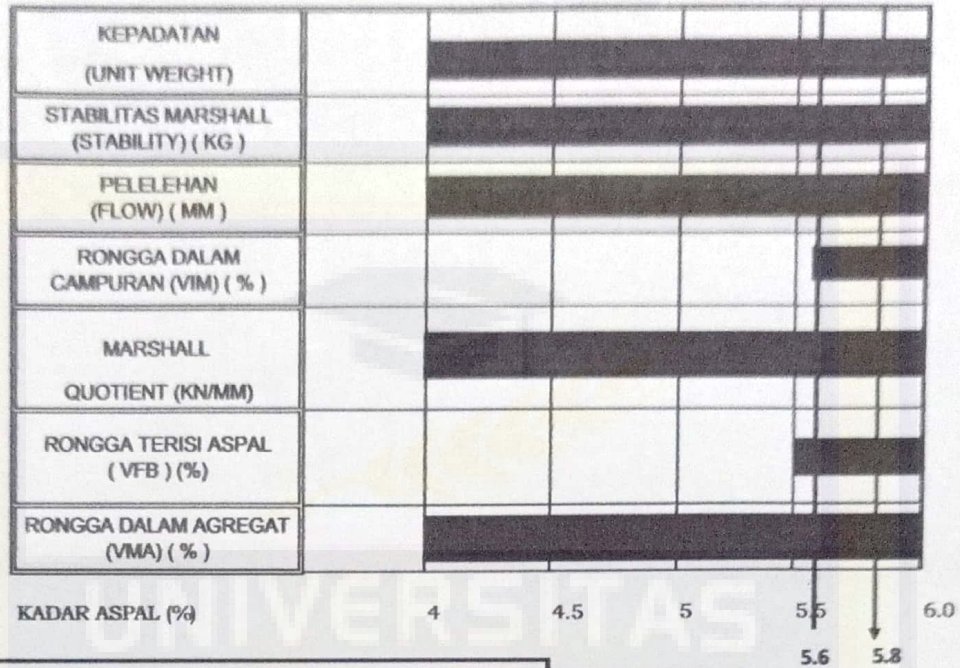 KEPADATAN
(UNIT WEIGHT)
STABILITAS MARSHALL
(STABILITY) ( KG )
PELELEHAN
(FLOW) ( MM )
RONGGA DALAM
CAMPURAN (VIM) ( % )
MARSHALL
QUOTIENT (KN/MM)
RONGGA TERISI ASPAL
( VFB ) (%)
RONGGA DALAM AGREGAT
(VMA) ( % )
KADAR ASPAL (%) 4 4.5 5 5.5 6.0
5.6 5.8
UNIVERSITAS